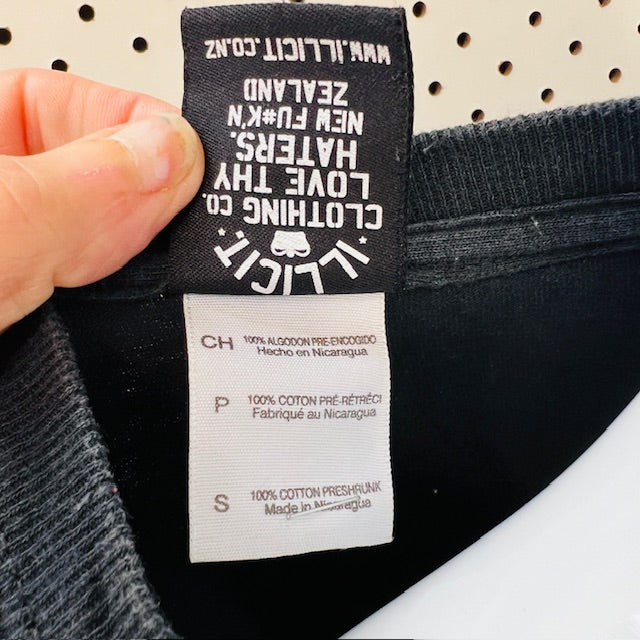 ILLICIT.
CLOTHING CO.
LOVE THY
HATERS.
NEW FU#K'N
ZEALAND
WWW.ILLICIT.CO.NZ
CH 100% ALGODON PRE-ENCOGIDO
Hecho en Nicaragua
P 100% COTON PRÉ-RÉTRÉCI
Fabriqué au Nicaragua
S 100% COTTON PRESHRUNK
Made in Nicaragua